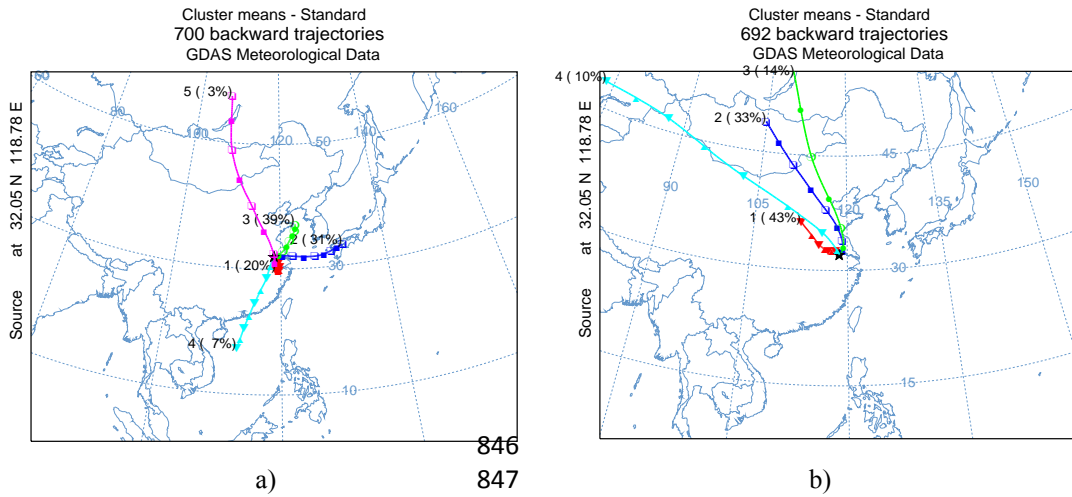 Cluster means - Standard
700 backward trajectories
GDAS Meteorological Data
Source at 32.05 N 118.78 E
60
80
100
120
50
140
160
5 ( 3%)
3 ( 39%)
2 ( 31%)
1 ( 20%
30
4 ( 7%)
10
846
847
a)
Cluster means - Standard
692 backward trajectories
GDAS Meteorological Data
Source at 32.05 N 118.78 E
4 ( 10%)
3 ( 14%)
2 ( 33%)
45
90
105
120
135
150
1 ( 43%)
30
15
b)